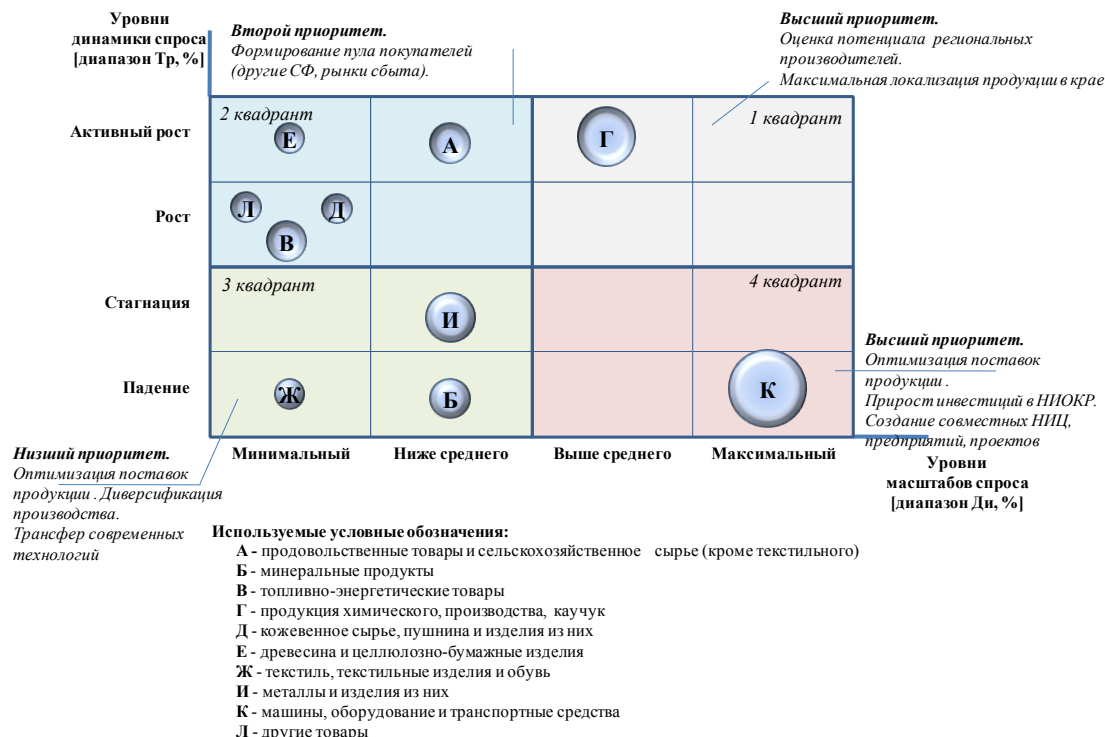 Уровни
динамики спроса
[диапазон Тр, %]
Второй приоритет.
Формирование пула покупателей
(другие СФ, рынки сбыта).
Высший приоритет.
Оценка потенциала региональных
производителей.
Максимальная локализация продукции в крае
Активный рост
2 квадрант
Е
А
Г
1 квадрант
Рост
Л
Д
В
Стагнация
3 квадрант
И
4 квадрант
Падение
Ж
Б
К
Высший приоритет.
Оптимизация поставок
продукции .
Прирост инвестиций в НИОКР.
Создание совместных НИЦ,
предприятий, проектов
Минимальный
Ниже среднего
Выше среднего
Максимальный
Уровни
масштабов спроса
[диапазон Ди, %]
Низший приоритет.
Оптимизация поставок
продукции . Диверсификация
производства.
Трансфер современных
технологий
Используемые условные обозначения:
А - продовольственные товары и сельскохозяйственное сырье (кроме текстильного)
Б - минеральные продукты
В - топливно-энергетические товары
Г - продукция химического, производства, каучук
Д - кожевенное сырье, пушнина и изделия из них
Е - древесина и целлюлозно-бумажные изделия
Ж - текстиль, текстильные изделия и обувь
И - металлы и изделия из них
К - машины, оборудование и транспортные средства
Л - другие товары